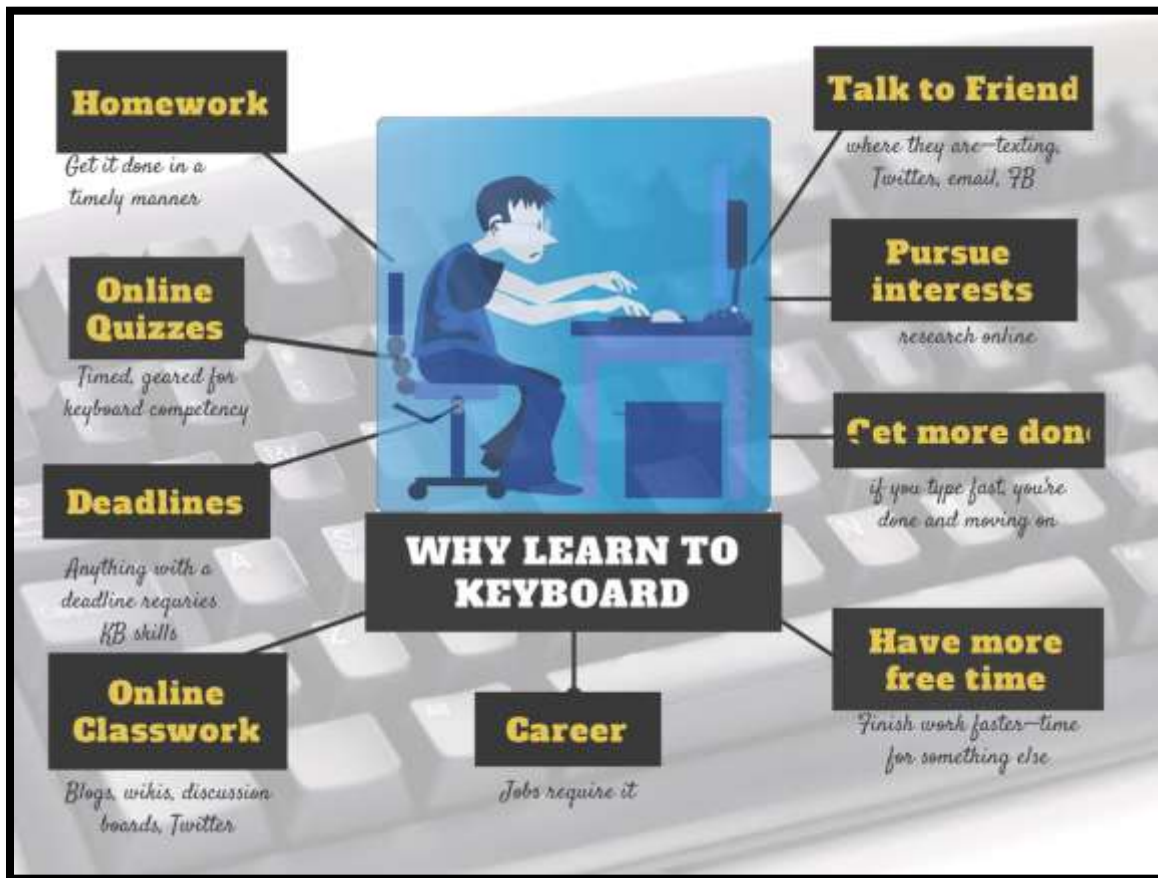 Homework
Get it done in a
timely manner
Online
Quizzes
Timed, geared for
keyboard competency
Deadlines
Anything with a
deadline requries
KB skills
Online
Classwork
Blogs, wikis, discussion
boards, Twitter
WHY LEARN TO
KEYBOARD
Career
Jobs require it
Talk to Friend
where they are—texting,
Twitter, email, FB
Pursue
interests
research online
Get more done
if you type fast, you're
done and moving on
Have more
free time
Finish work faster—time
for something else